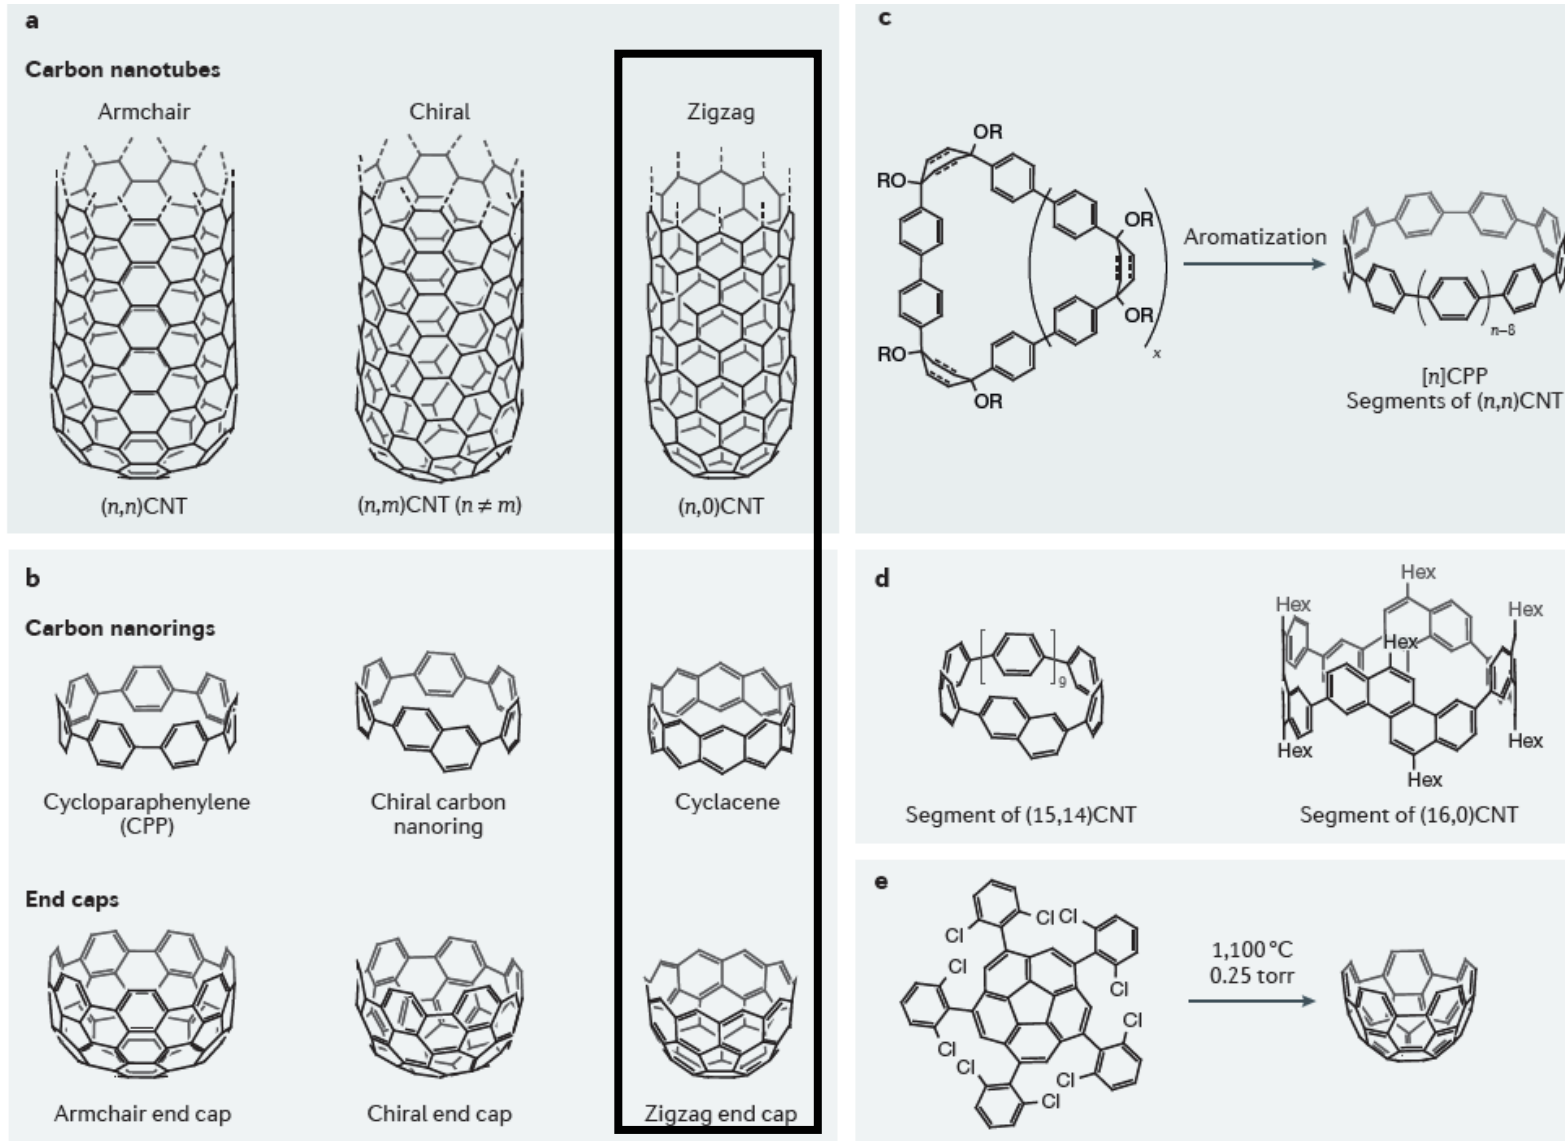 a
Carbon nanotubes
Armchair
Chiral
Zigzag
(n,n)CNT
(n,m)CNT (n ≠ m)
(n,0)CNT
b
Carbon nanorings
Cycloparaphenylene
(CPP)
Chiral carbon
nanoring
Cyclacene
End caps
Armchair end cap
Chiral end cap
Zigzag end cap
c
OR
RO
OR
OR
RO
OR
x
Aromatization
n–8
[n]CPP
Segments of (n,n)CNT
d
9
Segment of (15,14)CNT
Hex
Hex
Hex
Hex
Hex
Hex
Hex
Segment of (16,0)CNT
e
Cl
Cl
Cl
Cl
Cl
Cl
Cl
Cl
Cl
Cl
1,100 °C
0.25 torr